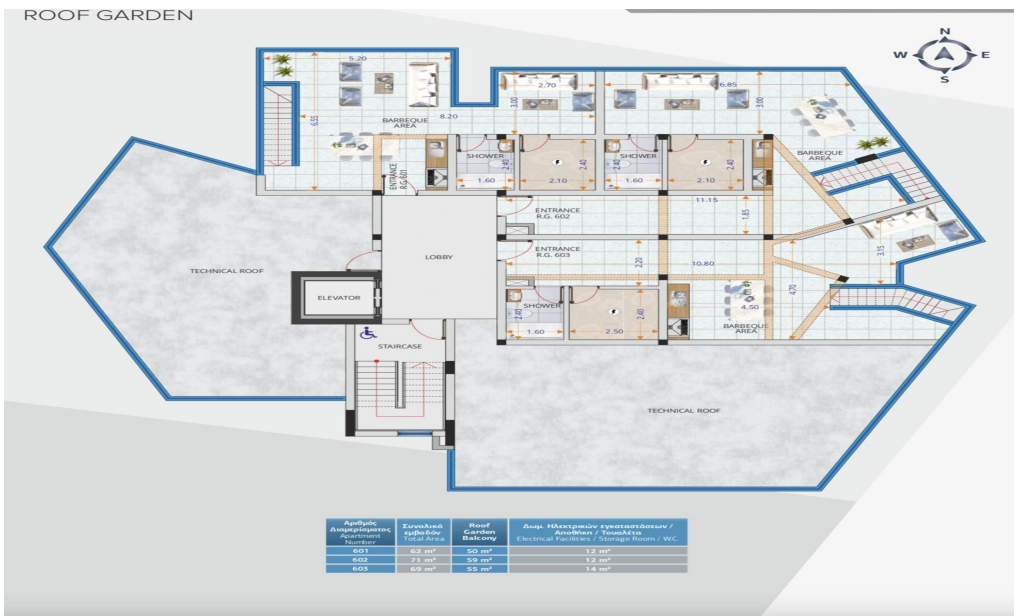 ROOF GARDEN
N
W E
S
5.20
2.70
6.85
3.00
3.00
6.55
8.20
BARBEQUE
AREA
BARBEQUE
AREA
SHOWER
2.40
2.40
SHOWER
2.40
2.40
1.60
2.10
1.60
2.10
ENTRANCE
R.G. 601
11.15
ENTRANCE
R.G. 602
1.85
3.15
ENTRANCE
R.G. 603
LOBBY
2.20
10.80
4.70
TECHNICAL ROOF
ELEVATOR
SHOWER
2.40
2.40
4.50
1.60
2.50
BARBEQUE
AREA
STAIRCASE
TECHNICAL ROOF
Αριθμός
Διαμερίσματος
Apartment
Number
Συνολικό
εμβαδόν
Total Area
Roof
Garden
Balcony
Δωμ. Ηλεκτρικών εγκαταστάσεων /
Αποθήκη / Τουαλέτα
Electrical Facilities / Storage Room / W.C
601 62 m² 50 m² 12 m²
602 71 m² 59 m² 12 m²
603 69 m² 55 m² 14 m²